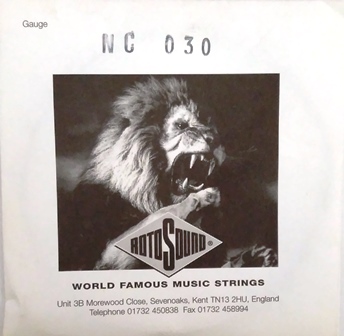 Gauge
NC 030
ROTOSOUND®
WORLD FAMOUS MUSIC STRINGS
Unit 3B Morewood Close, Sevenoaks, Kent TN13 2HU, England
Telephone 01732 450838 Fax 01732 458994